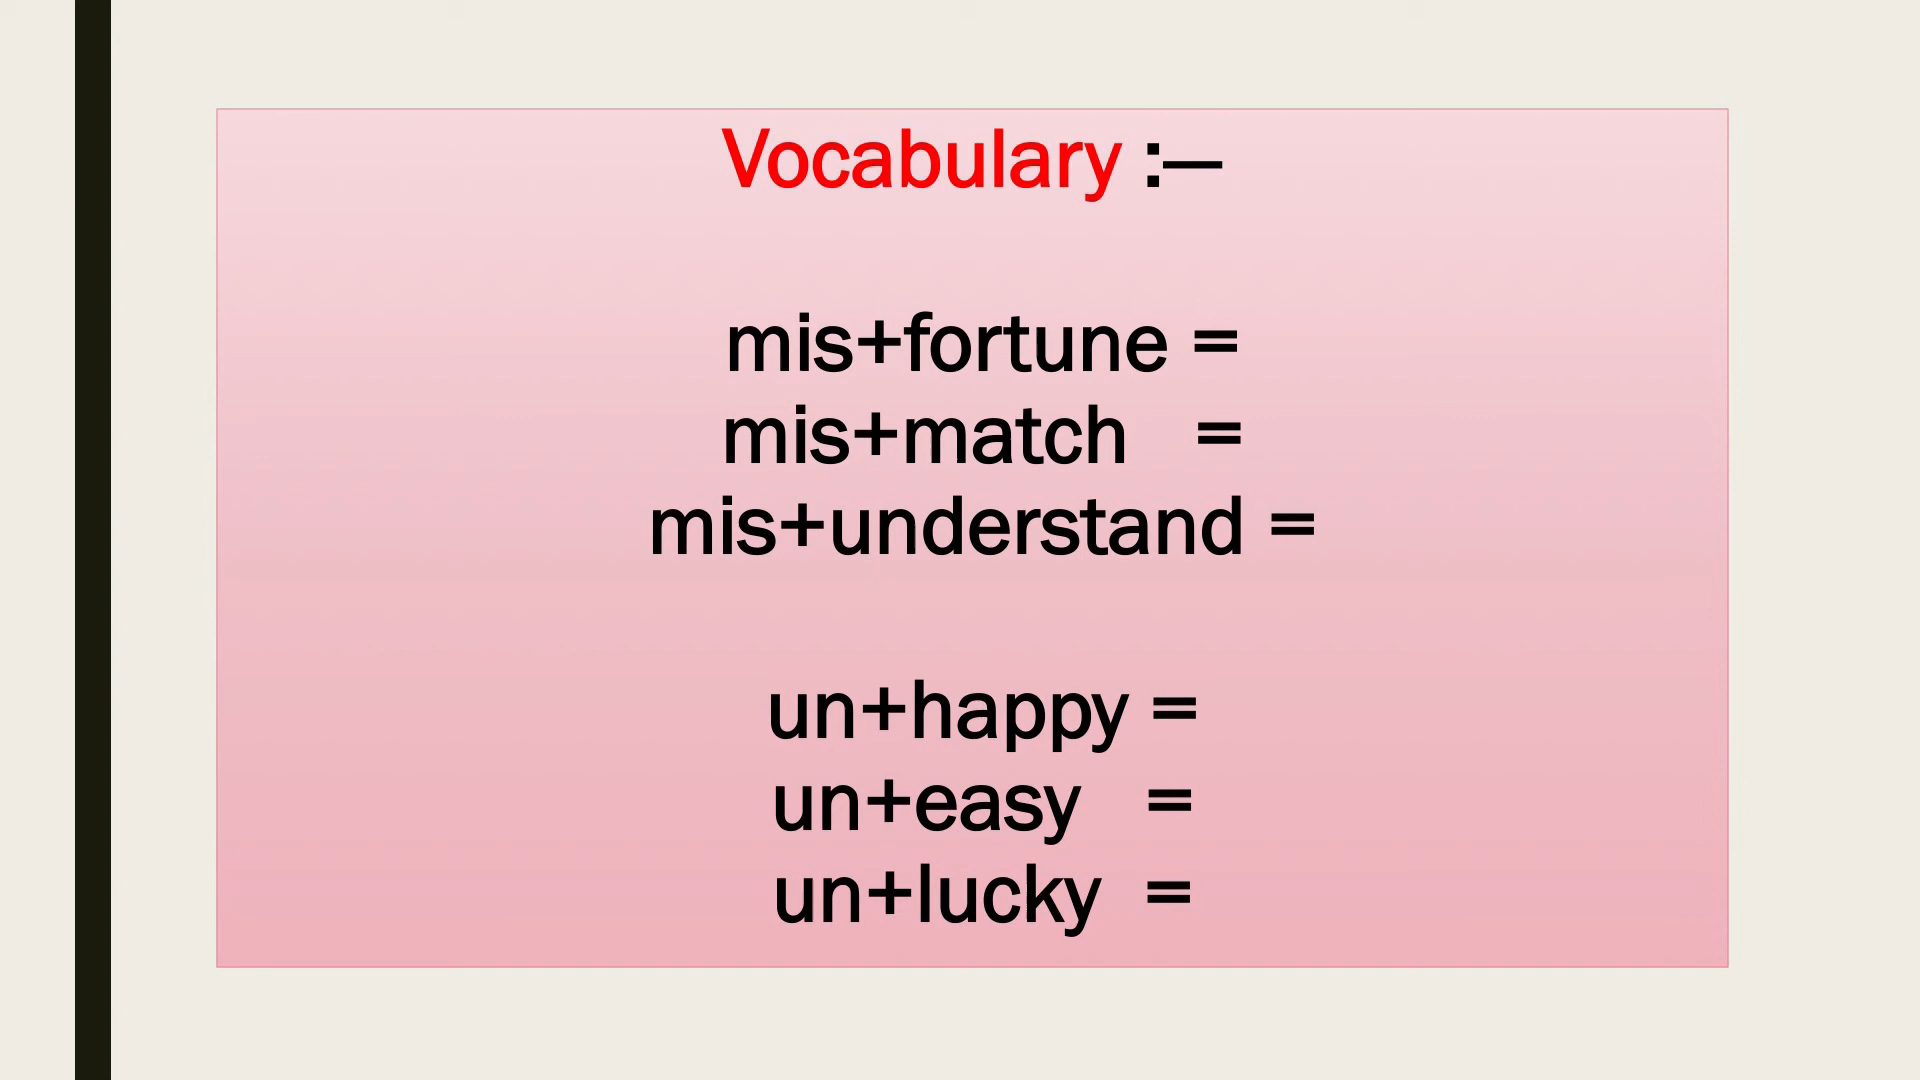 Vocabulary :—
mis+fortune =
mis+match =
mis+understand =
un+happy =
un+easy =
un+lucky =